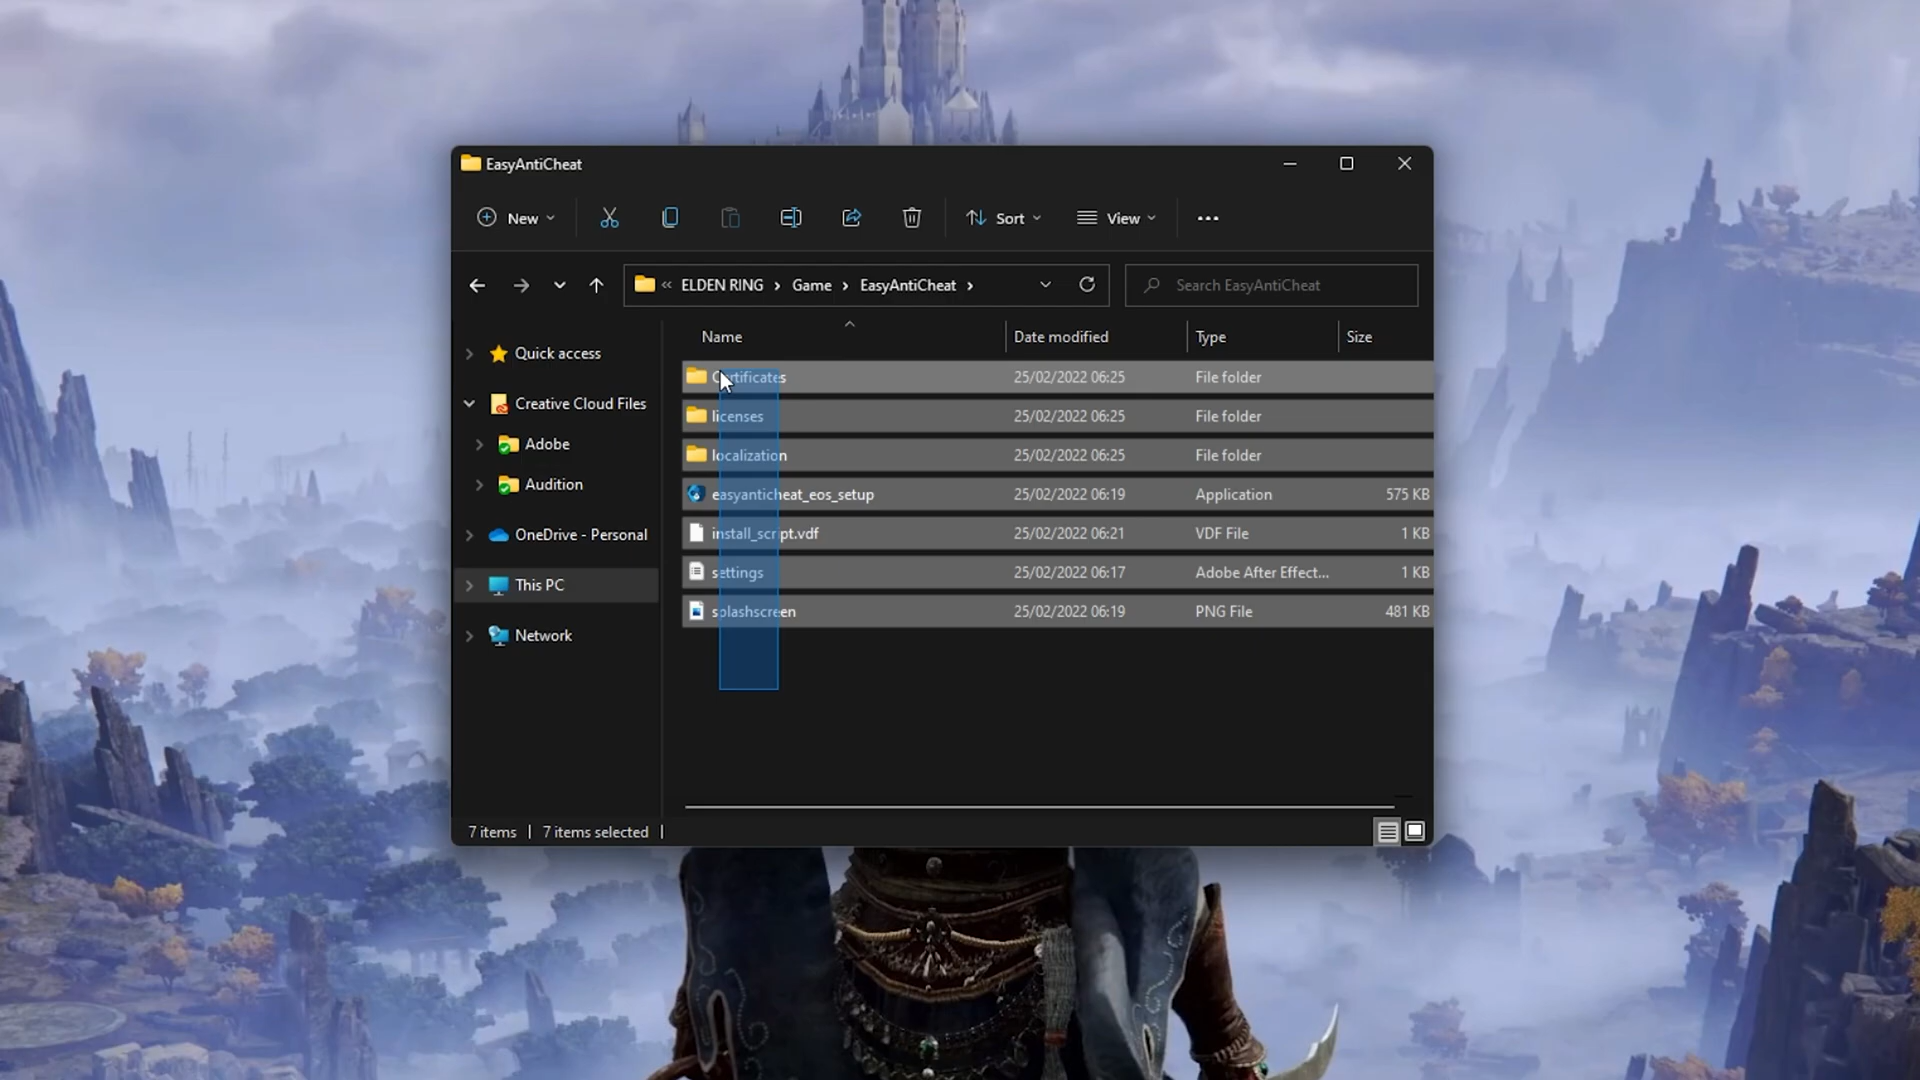 EasyAntiCheat
New
Sort
View
« ELDEN RING › Game › EasyAntiCheat ›
Search EasyAntiCheat
Name Date modified Type Size
Quick access
Creative Cloud Files
Adobe
Audition
OneDrive - Personal
This PC
Network
Certificates 25/02/2022 06:25 File folder
licenses 25/02/2022 06:25 File folder
localization 25/02/2022 06:25 File folder
easyanticheat_eos_setup 25/02/2022 06:19 Application 575 KB
install_script.vdf 25/02/2022 06:21 VDF File 1 KB
settings 25/02/2022 06:17 Adobe After Effect... 1 KB
splashscreen 25/02/2022 06:19 PNG File 481 KB
7 items 7 items selected